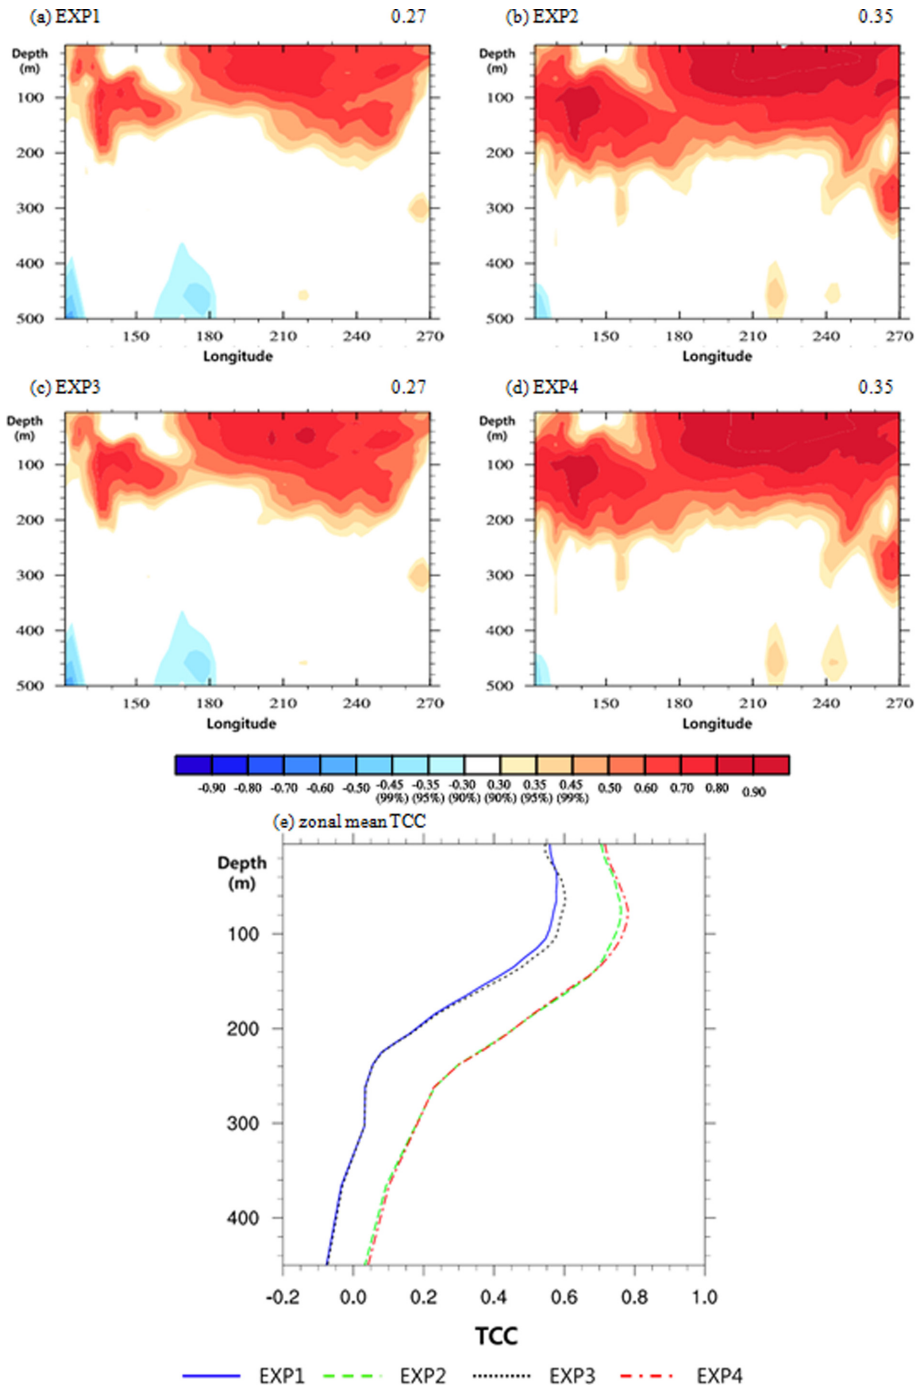 (a) EXP1 0.27
Depth
(m)
100
200
300
400
500
150 180 210 240 270
Longitude
(b) EXP2 0.35
Depth
(m)
100
200
300
400
500
150 180 210 240 270
Longitude
(c) EXP3 0.27
Depth
(m)
100
200
300
400
500
150 180 210 240 270
Longitude
(d) EXP4 0.35
Depth
(m)
100
200
300
400
500
150 180 210 240 270
Longitude
-0.90 -0.80 -0.70 -0.60 -0.50 -0.45 -0.35 -0.30 0.30 0.35 0.45 0.50 0.60 0.70 0.80 0.90
(99%) (95%) (90%) (90%) (95%) (99%)
(e) zonal mean TCC
Depth
(m)
100
200
300
400
-0.2 0.0 0.2 0.4 0.6 0.8 1.0
TCC
EXP1 EXP2 EXP3 EXP4